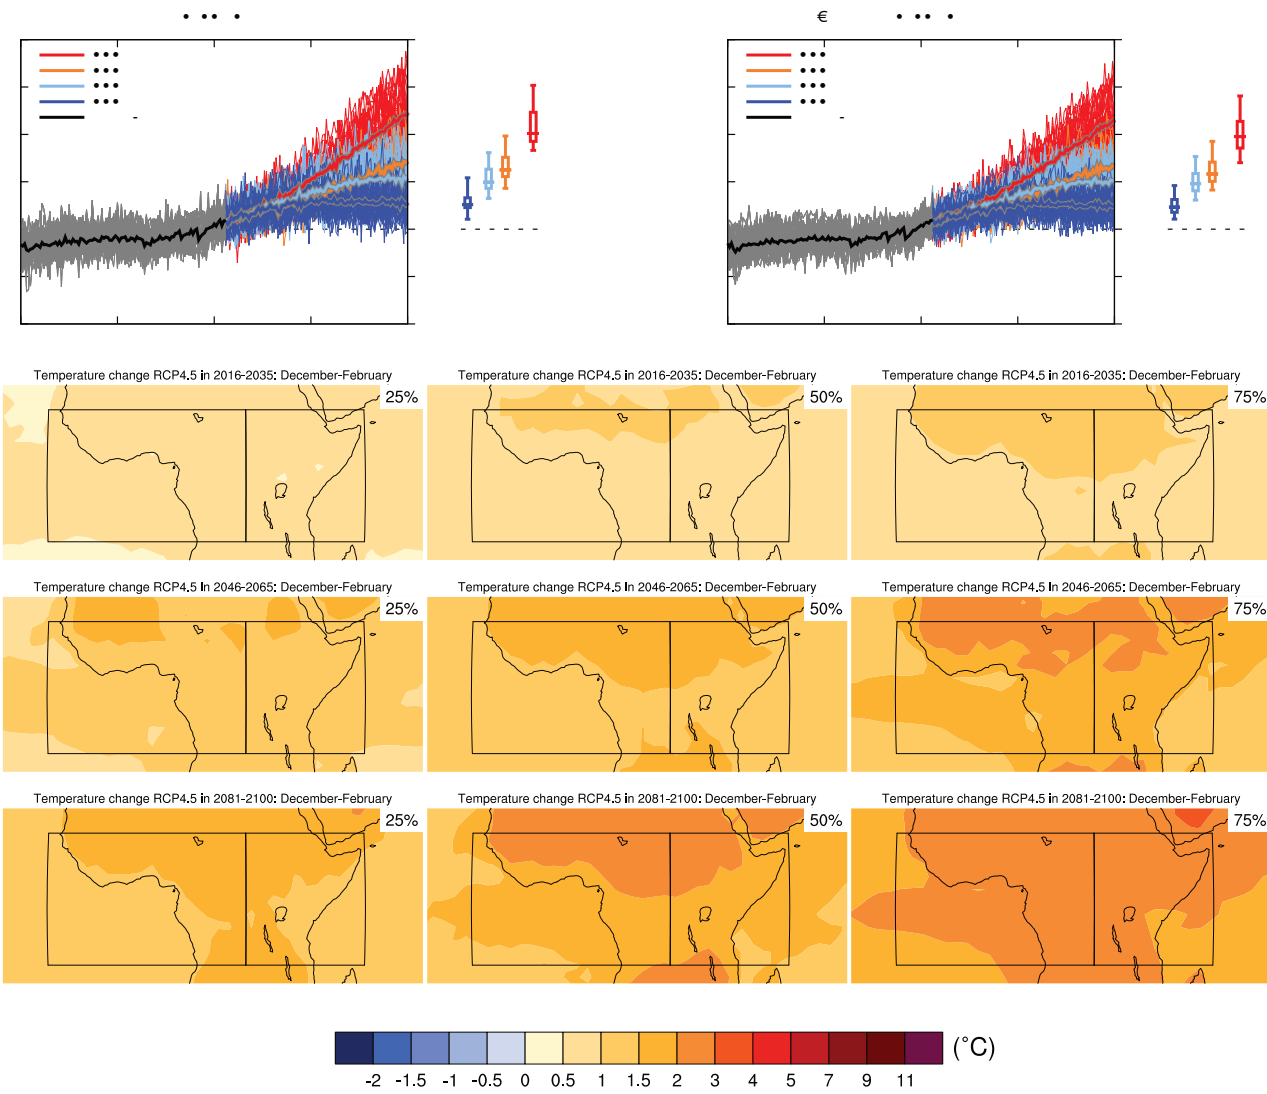 €
Temperature change RCP4.5 in 2016-2035: December-February
25%
Temperature change RCP4.5 in 2016-2035: December-February
50%
Temperature change RCP4.5 in 2016-2035: December-February
75%
Temperature change RCP4.5 in 2046-2065: December-February
25%
Temperature change RCP4.5 in 2046-2065: December-February
50%
Temperature change RCP4.5 in 2046-2065: December-February
75%
Temperature change RCP4.5 in 2081-2100: December-February
25%
Temperature change RCP4.5 in 2081-2100: December-February
50%
Temperature change RCP4.5 in 2081-2100: December-February
75%
-2 -1.5 -1 -0.5 0 0.5 1 1.5 2 3 4 5 7 9 11 (°C)